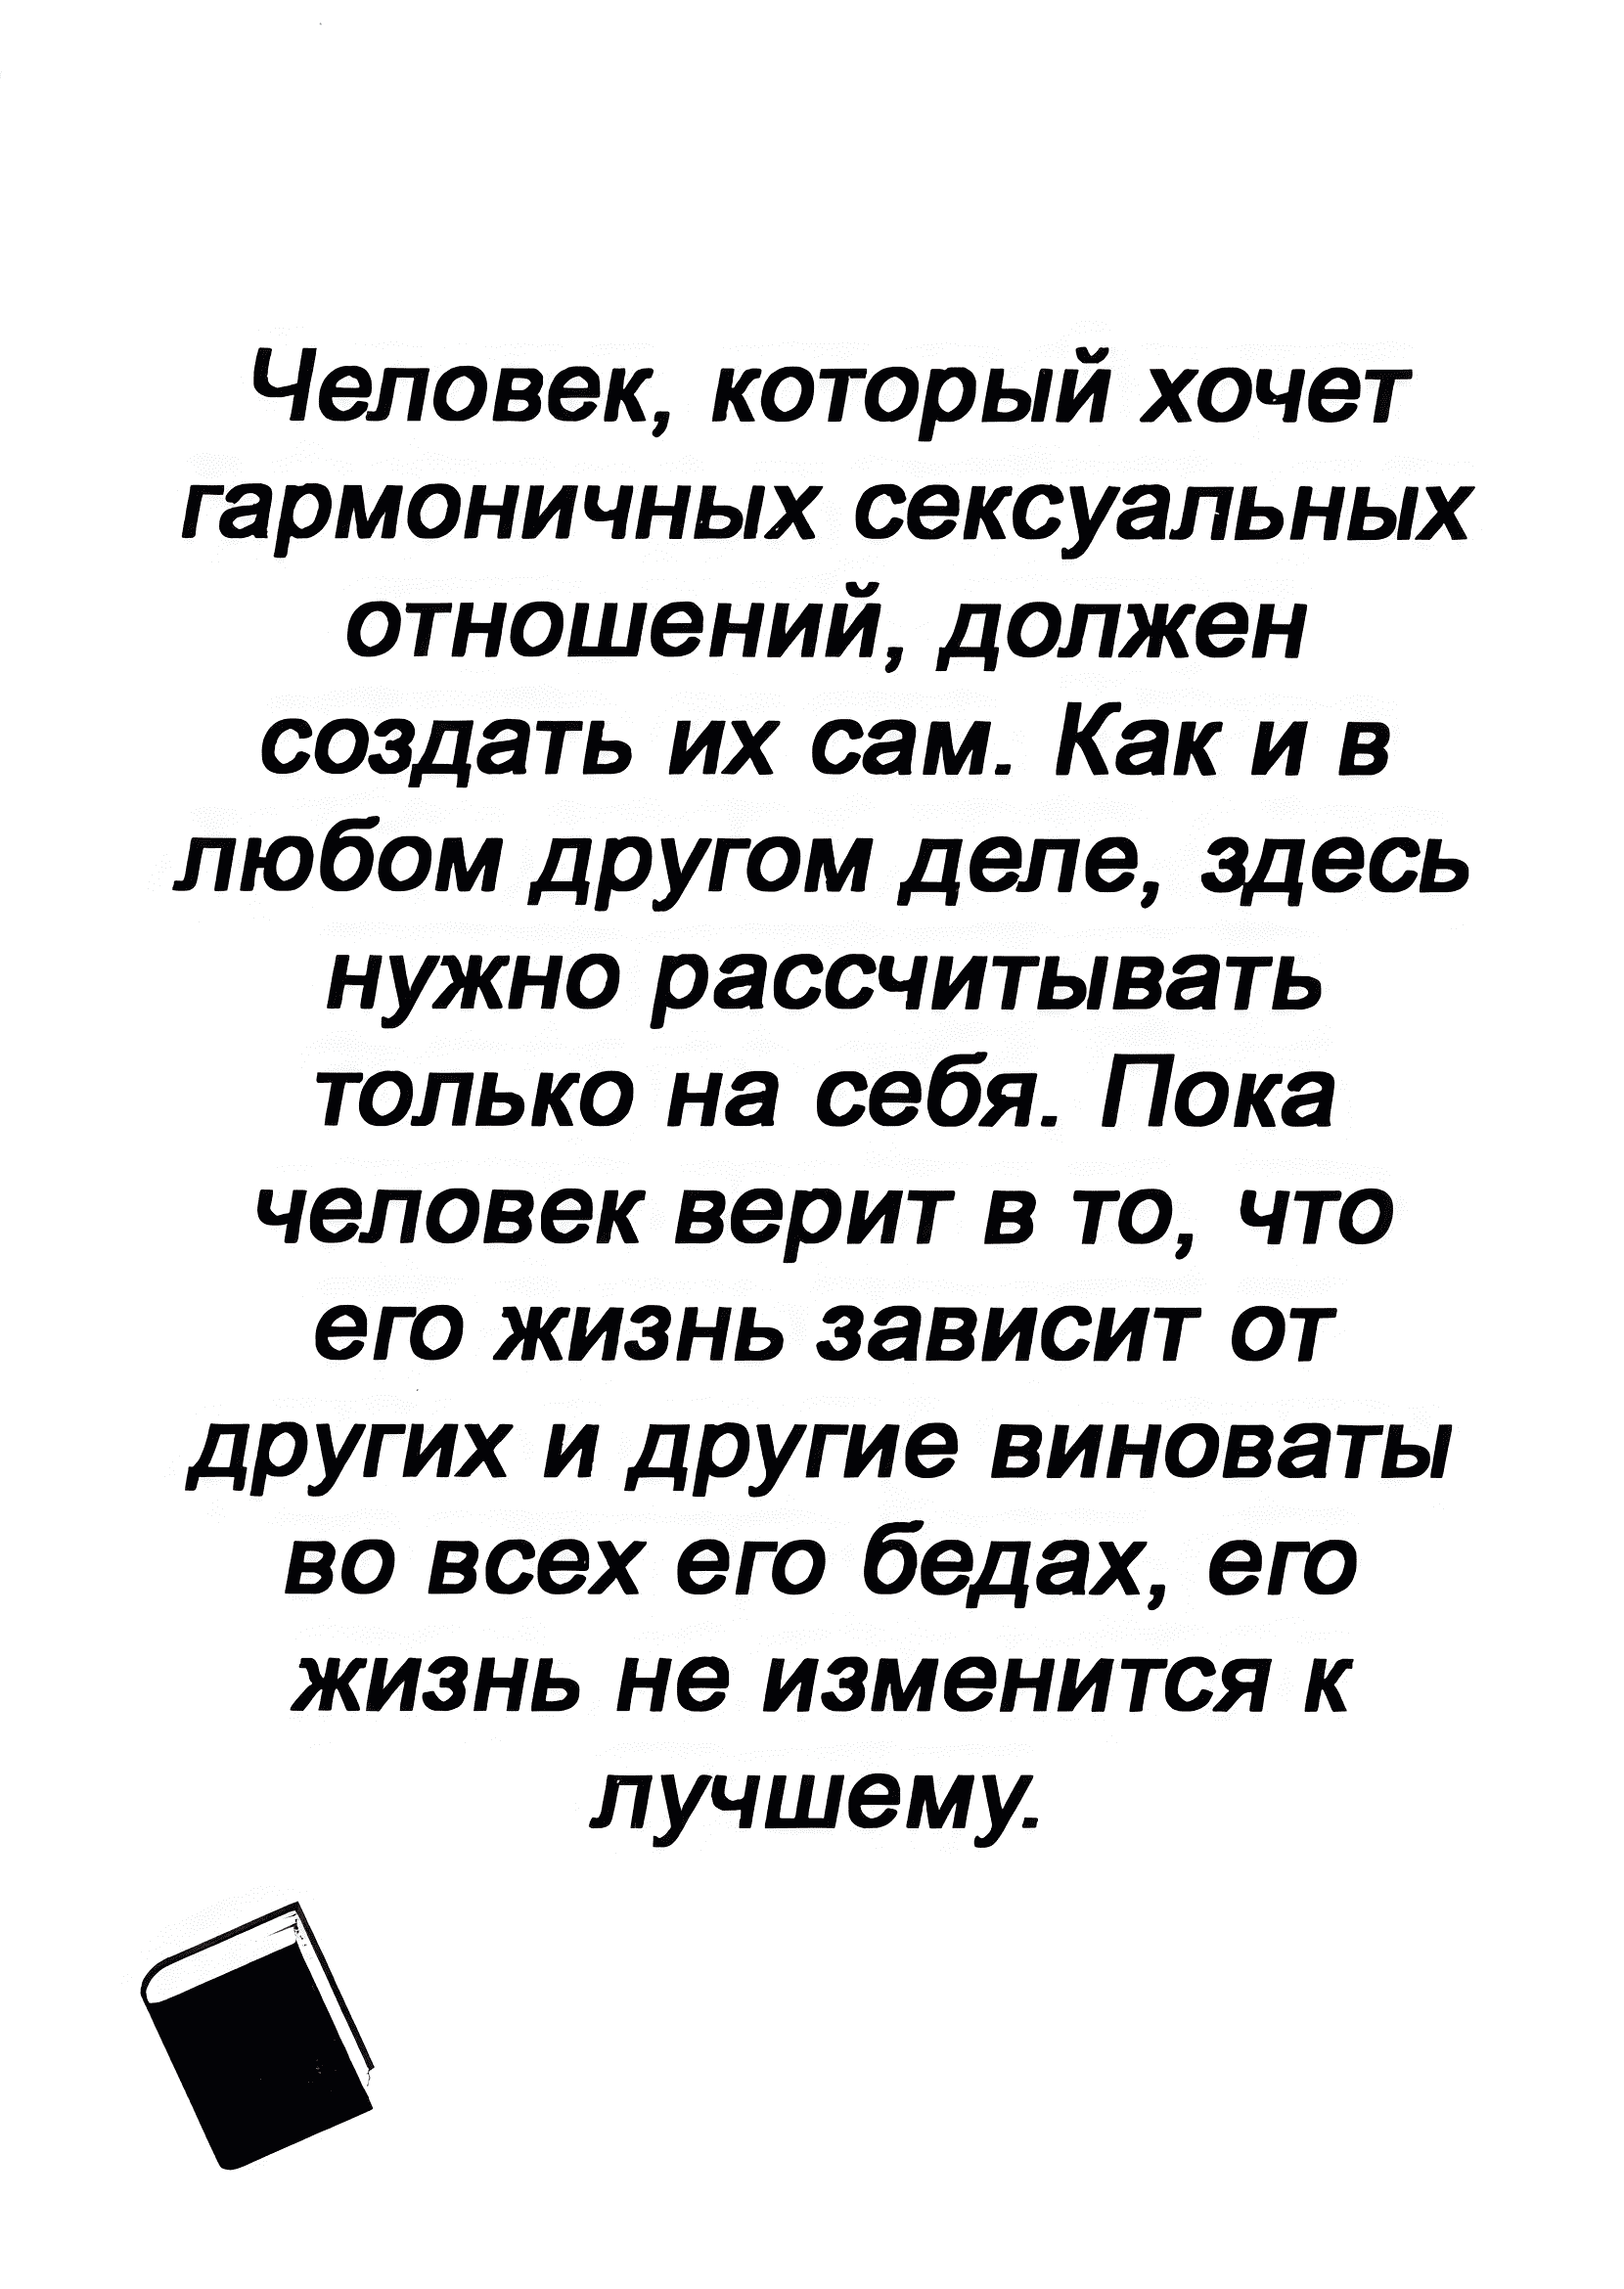 Человек, который хочет
гармоничных сексуальных
отношений, должен
создать их сам. Как и в
любом другом деле, здесь
нужно рассчитывать
только на себя. Пока
человек верит в то, что
его жизнь зависит от
других и другие виноваты
во всех его бедах, его
жизнь не изменится к
лучшему.